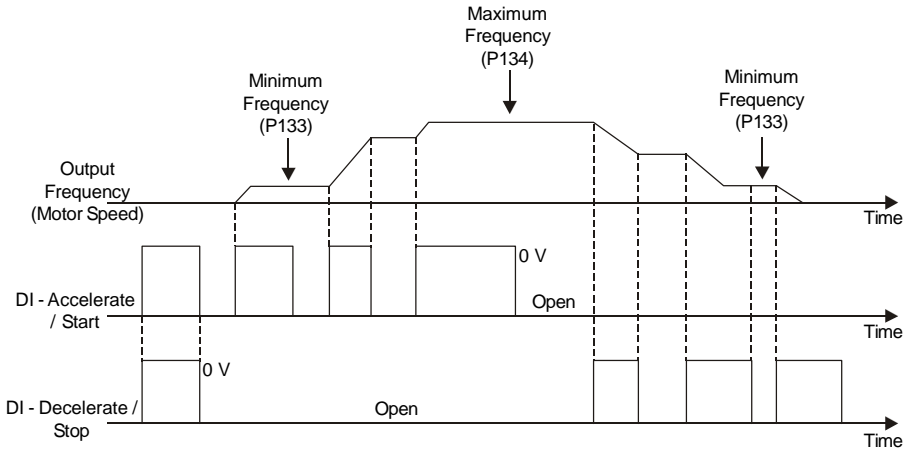 Maximum
Frequency
(P134)
Minimum
Frequency
(P133)
Minimum
Frequency
(P133)
Output
Frequency
(Motor Speed)
Time
0 V
DI - Accelerate
/ Start
Open
Time
0 V
DI - Decelerate /
Stop
Open
Time